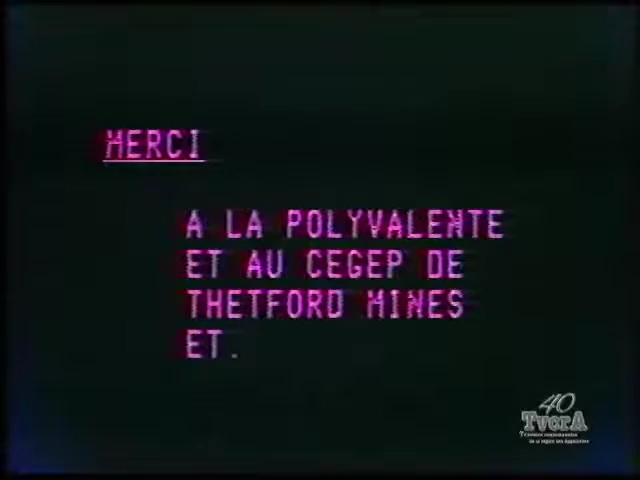 MERCI
A LA POLYVALENTE
ET AU CEGEP DE
THETFORD MINES
ET.
40
TVCRA